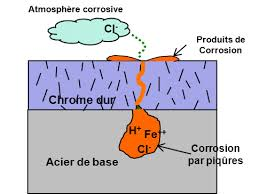 Atmosphère corrosive
Cl-
Produits de
Corrosion
Chrome dur
H+ Fe++
Cl-
Corrosion
par piqûres
Acier de base